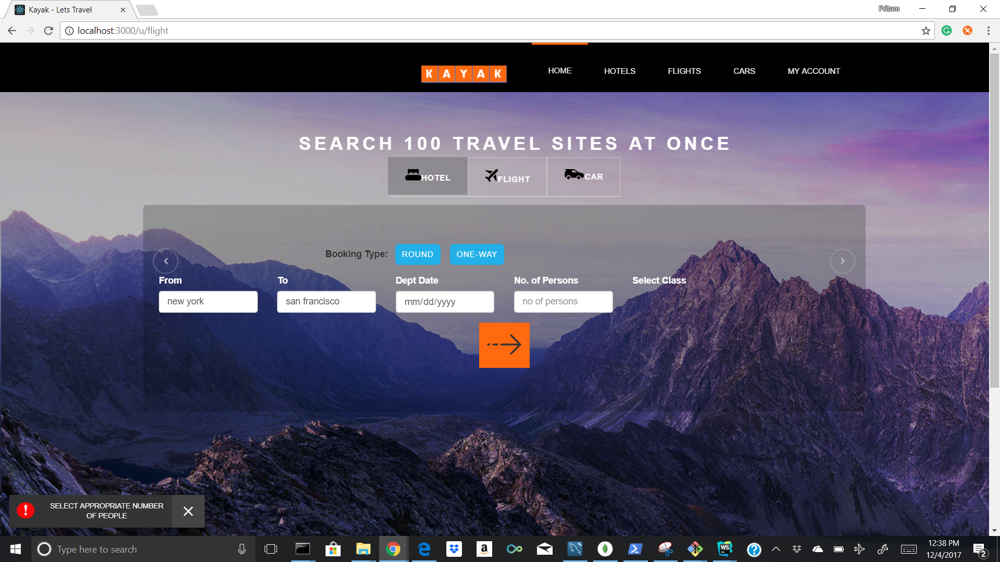 Kayak - Lets Travel
Pritam
localhost:3000/u/flight
KAYAK
HOME
HOTELS
FLIGHTS
CARS
MY ACCOUNT
SEARCH 100 TRAVEL SITES AT ONCE
HOTEL
FLIGHT
CAR
Booking Type:
ROUND
ONE-WAY
From
To
Dept Date
No. of Persons
Select Class
new york
san francisco
mm/dd/yyyy
no of persons
SELECT APPROPRIATE NUMBER
OF PEOPLE
Type here to search
a
WS
12:38 PM
12/4/2017
2